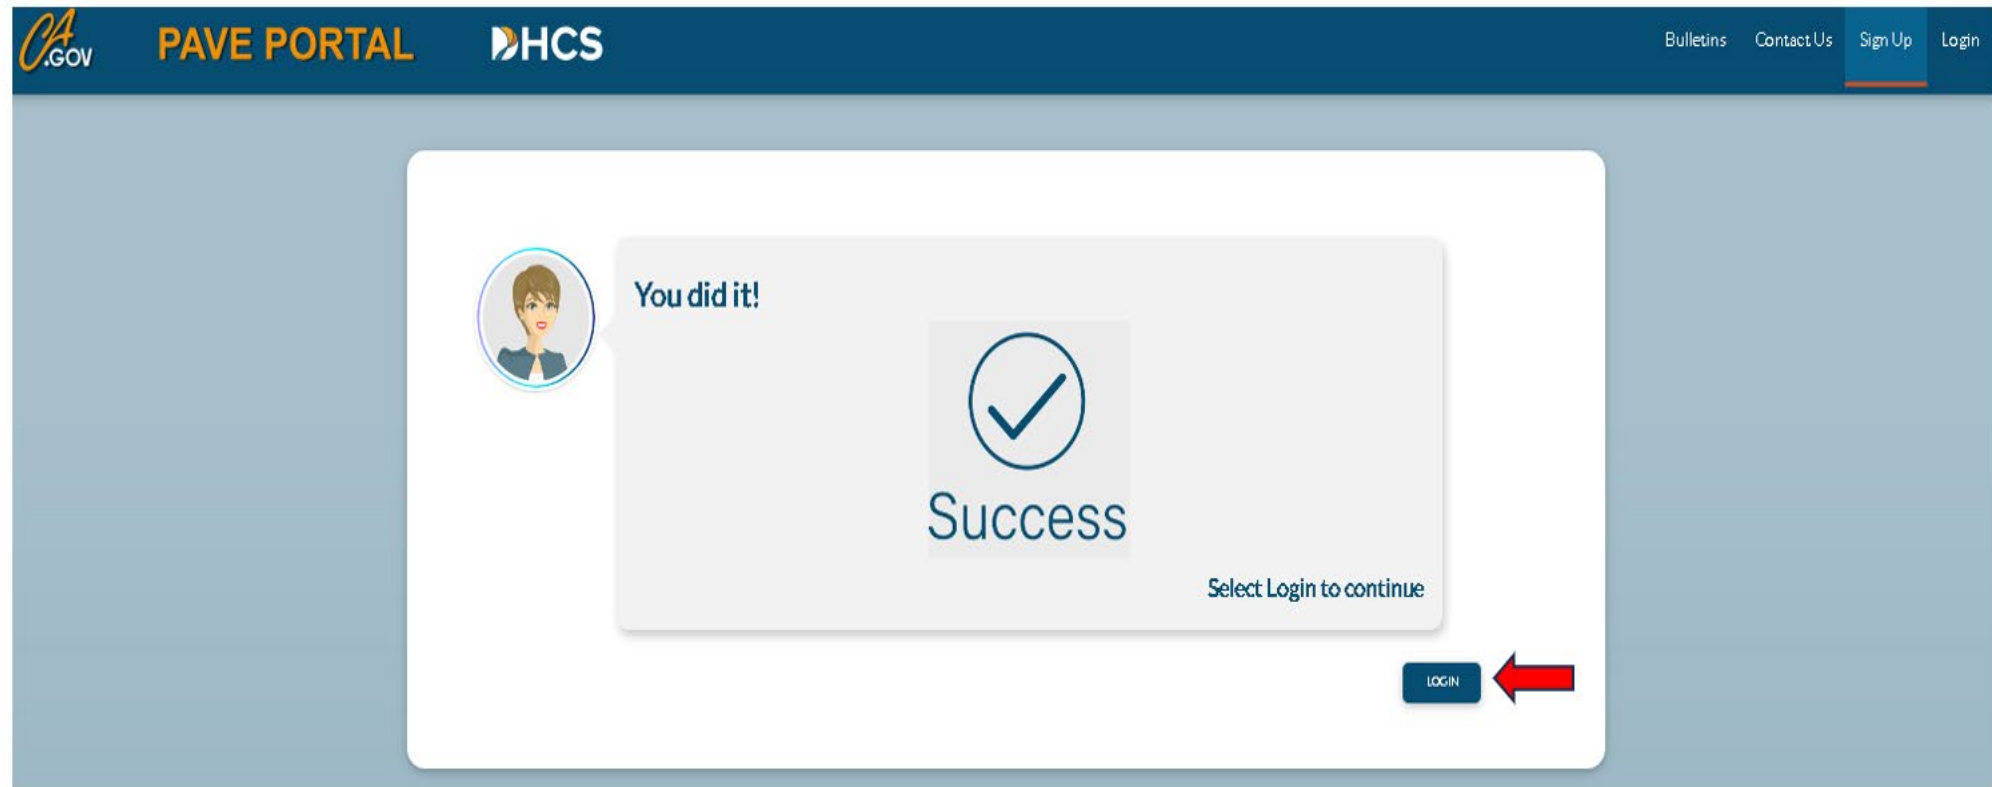 CA.GOV PAVE PORTAL DHCS Bulletins Contact Us Sign Up Login
You did it!
Success
Select Login to continue
LOGIN